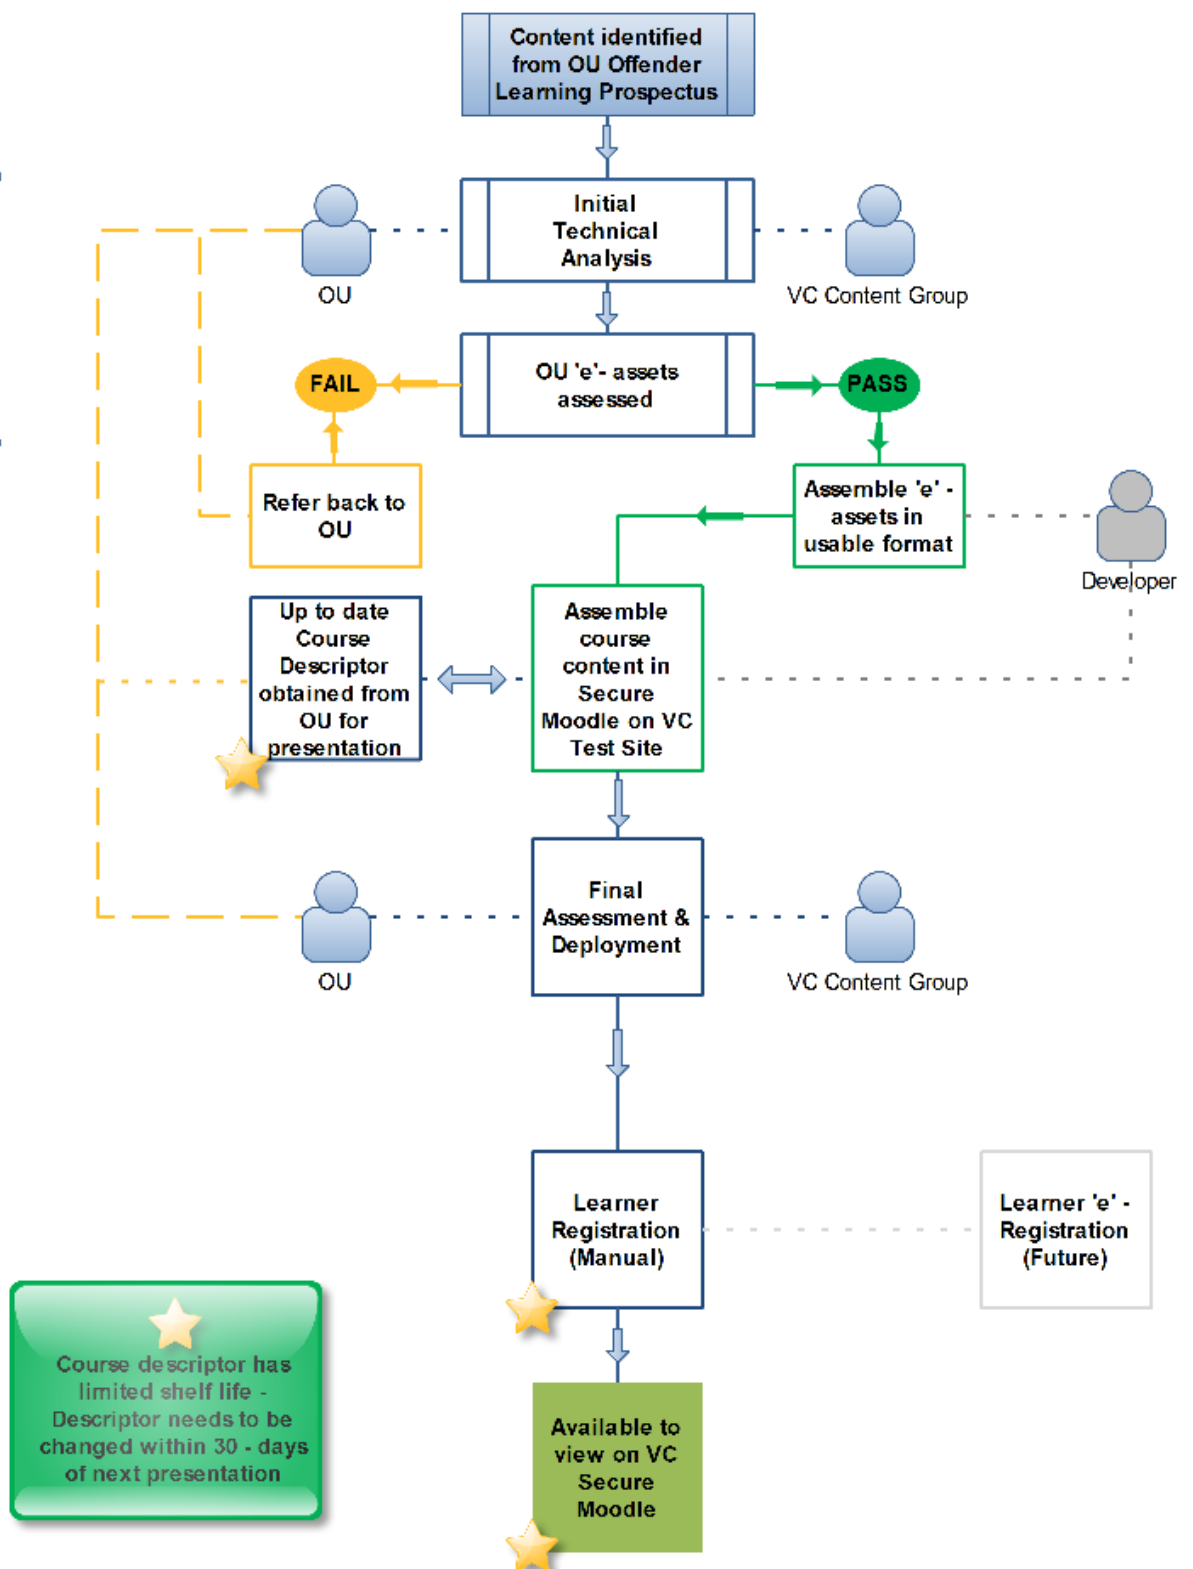 Content identified
from OU Offender
Learning Prospectus
Initial
Technical
Analysis
OU
VC Content Group
OU 'e'- assets
assessed
FAIL
PASS
Refer back to
OU
Assemble 'e' -
assets in
usable format
Developer
Up to date
Course
Descriptor
obtained from
OU for
presentation
Assemble
course
content in
Secure
Moodle on VC
Test Site
Final
Assessment &
Deployment
OU
VC Content Group
Learner
Registration
(Manual)
Learner 'e' -
Registration
(Future)
Course descriptor has
limited shelf life -
Descriptor needs to be
changed within 30 - days
of next presentation
Available to
view on VC
Secure
Moodle